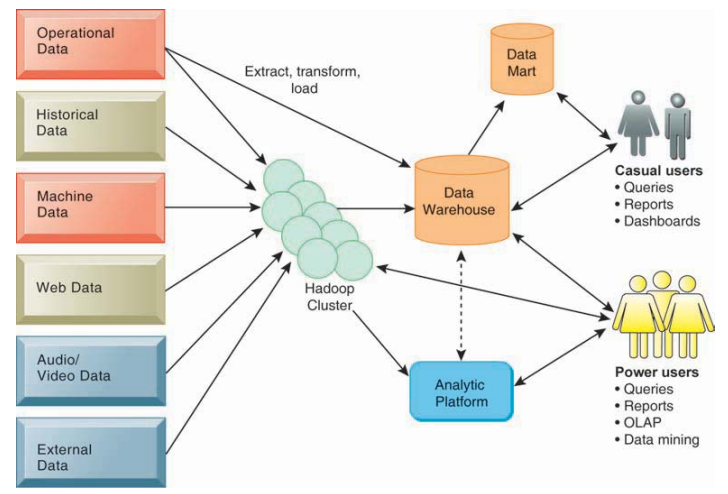 Operational
Data
Historical
Data
Machine
Data
Web Data
Audio/
Video Data
External
Data
Extract, transform,
load
Hadoop
Cluster
Data
Mart
Data
Warehouse
Analytic
Platform
Casual users
• Queries
• Reports
• Dashboards
Power users
• Queries
• Reports
• OLAP
• Data mining